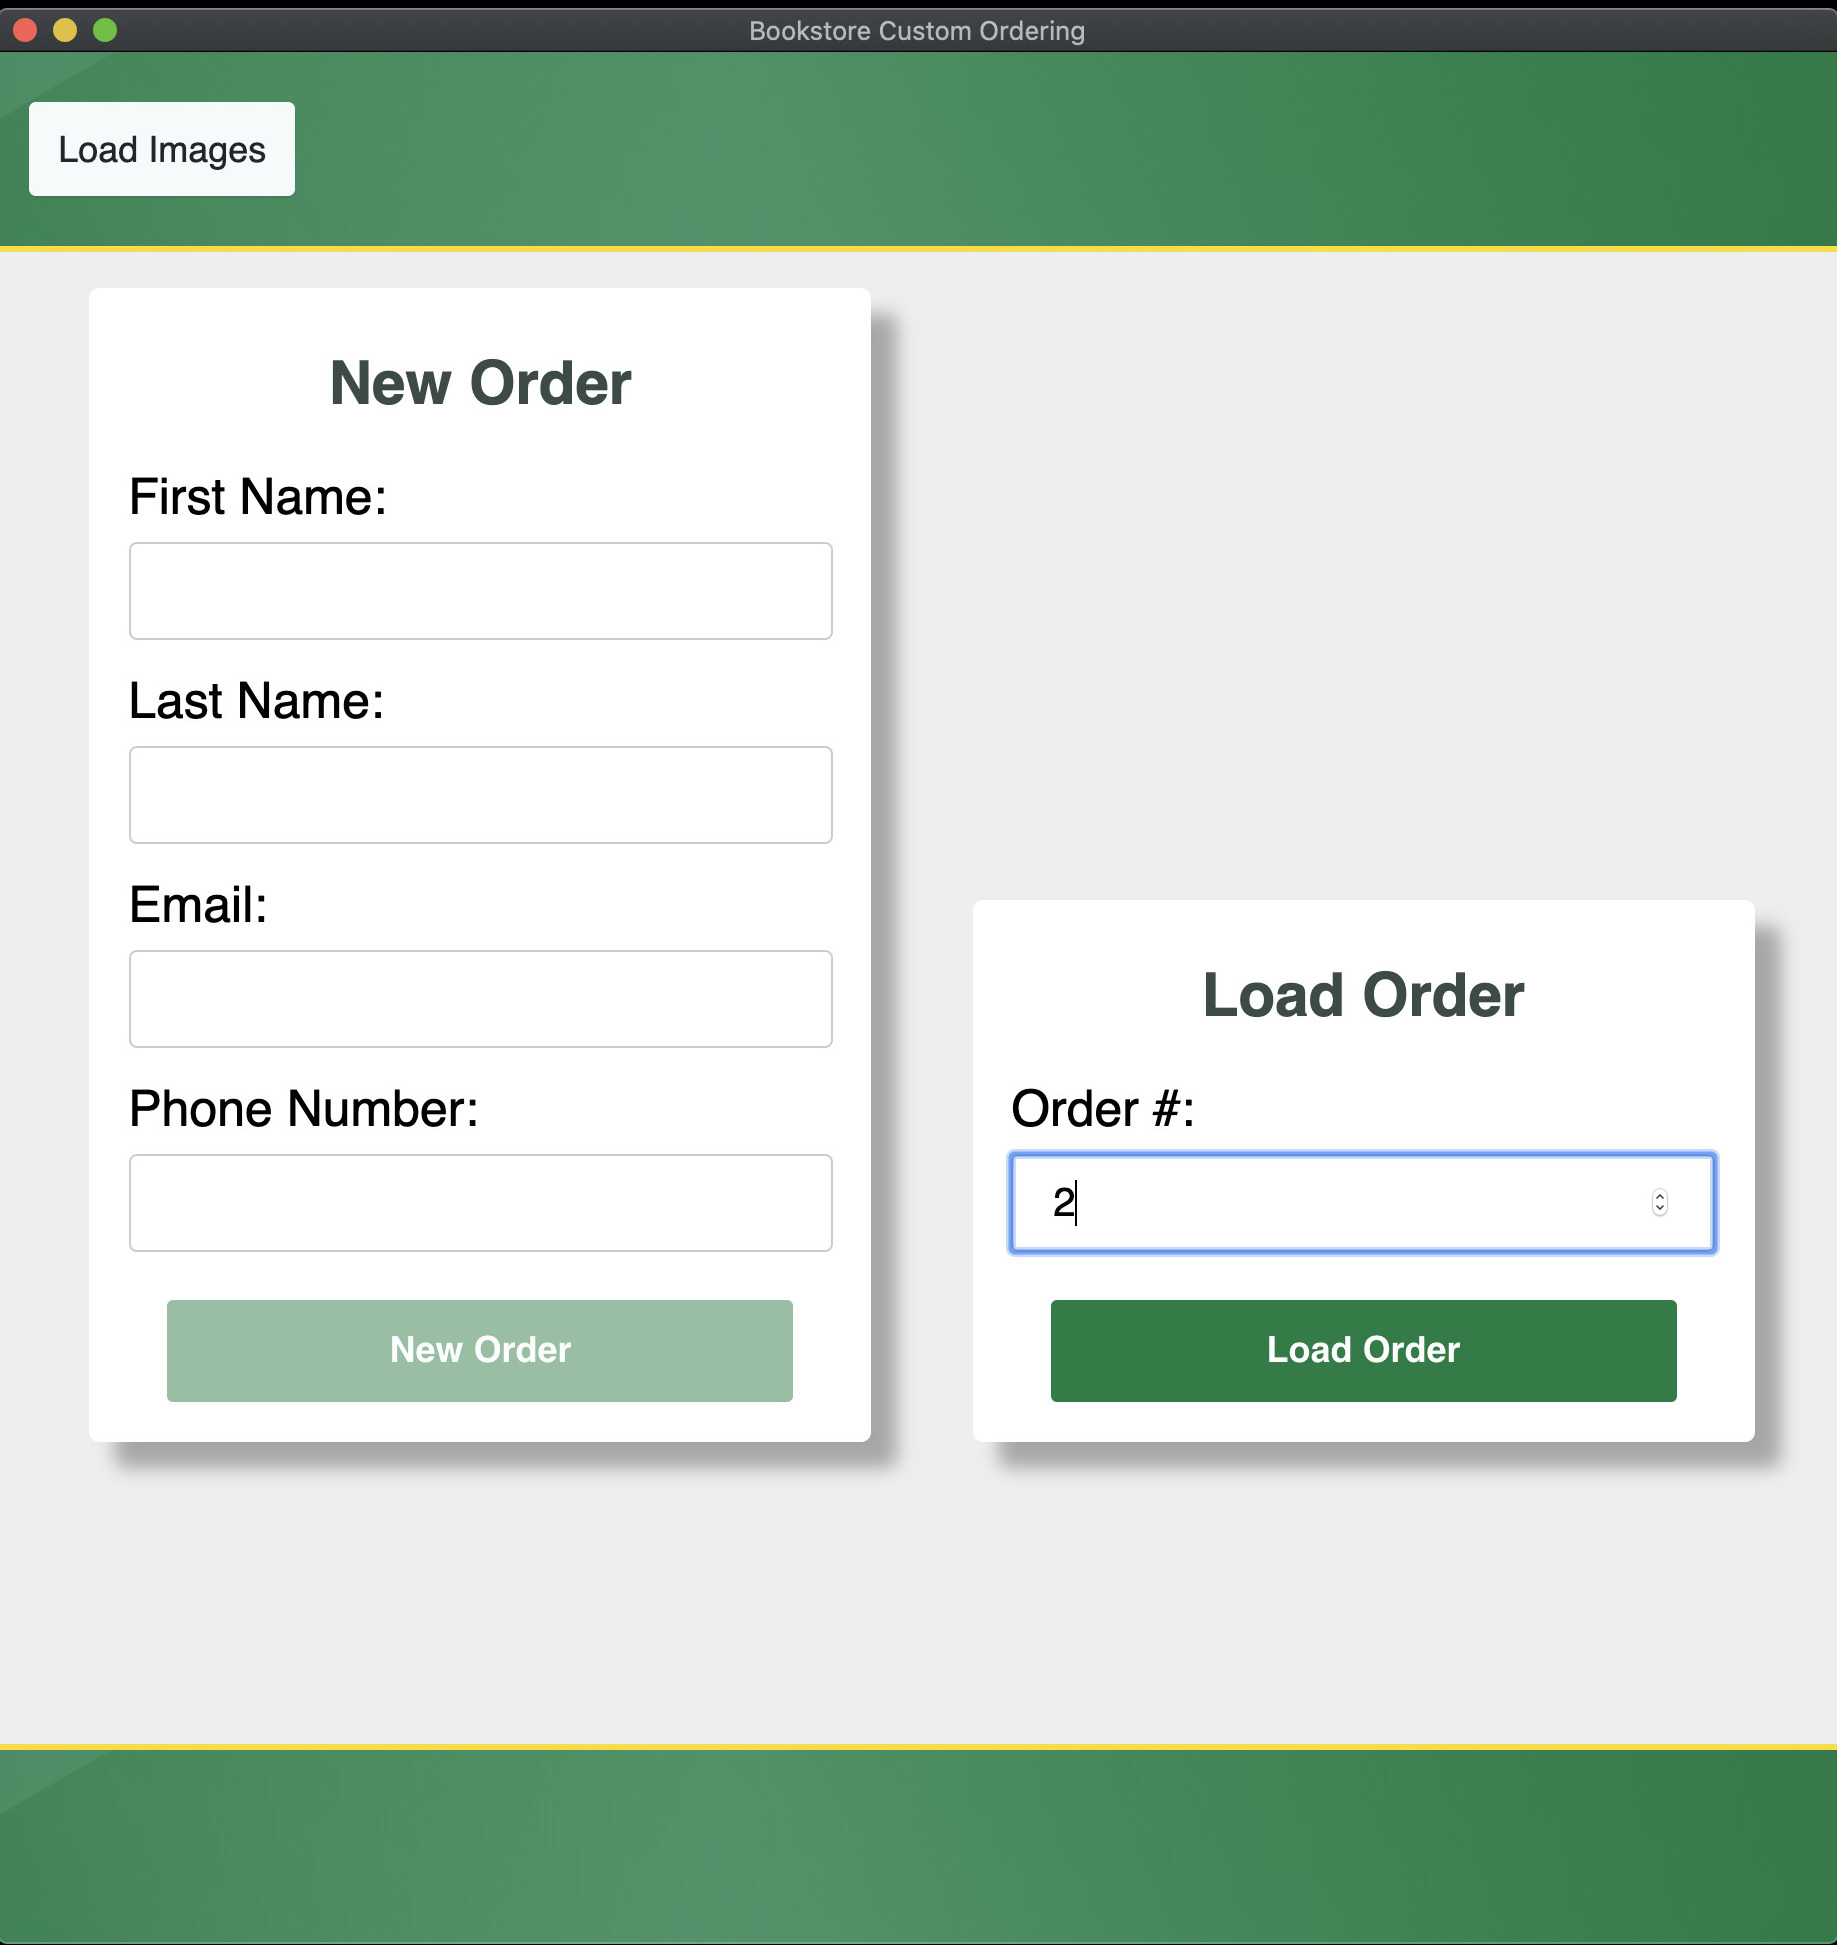 Bookstore Custom Ordering
Load Images
New Order
First Name:
Last Name:
Email:
Phone Number:
New Order
Load Order
Order #:
2
Load Order